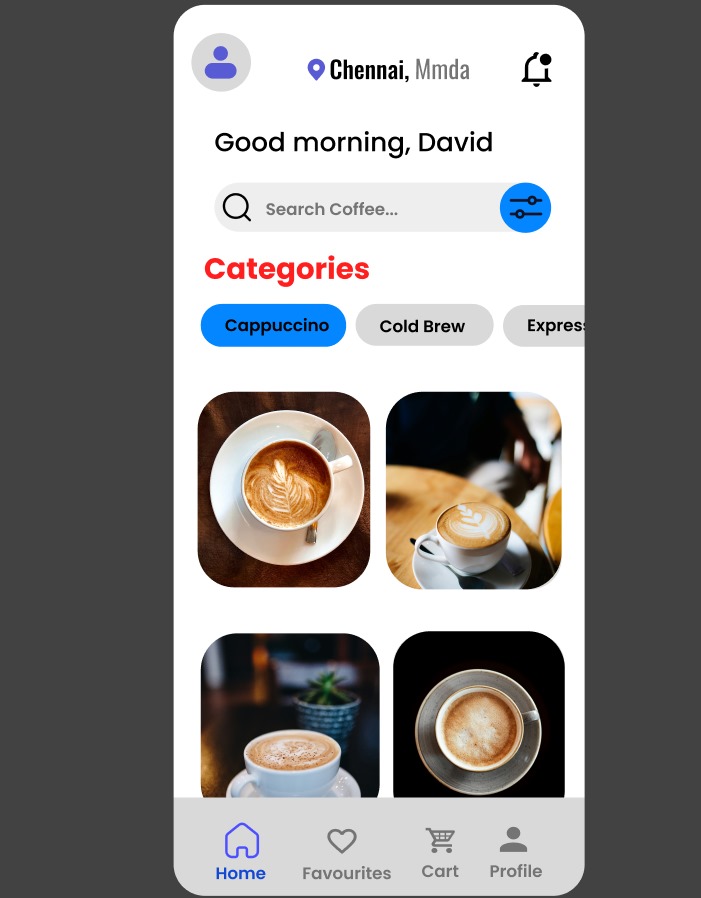 Chennai, Mmda
Good morning, David
Search Coffee...
Categories
Cappuccino Cold Brew Express
Home Favourites Cart Profile